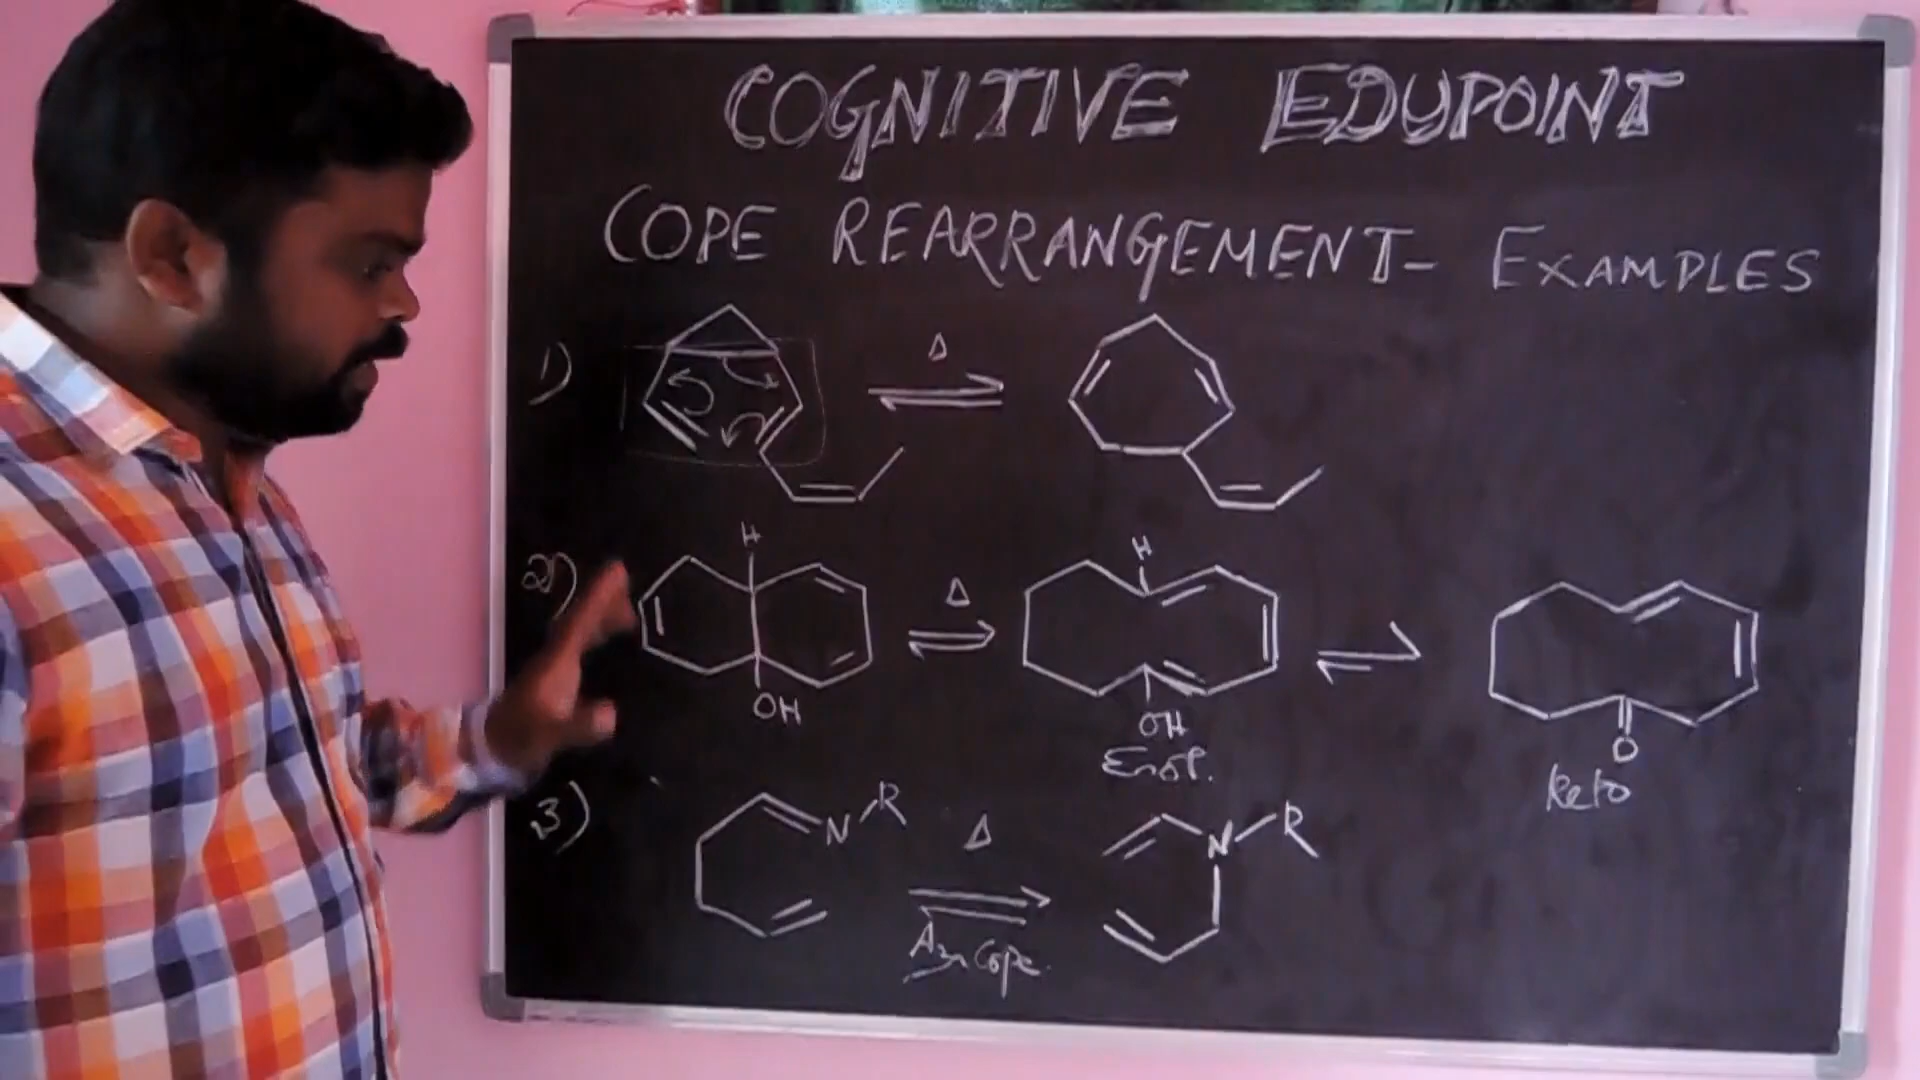 COGNITIVE EDUPOINT
COPE REARRANGEMENT- EXAMPLES
1) Δ
2) H OH Δ H OH
Enol. O
Keto
3) N R Δ N R
Aza Cope.